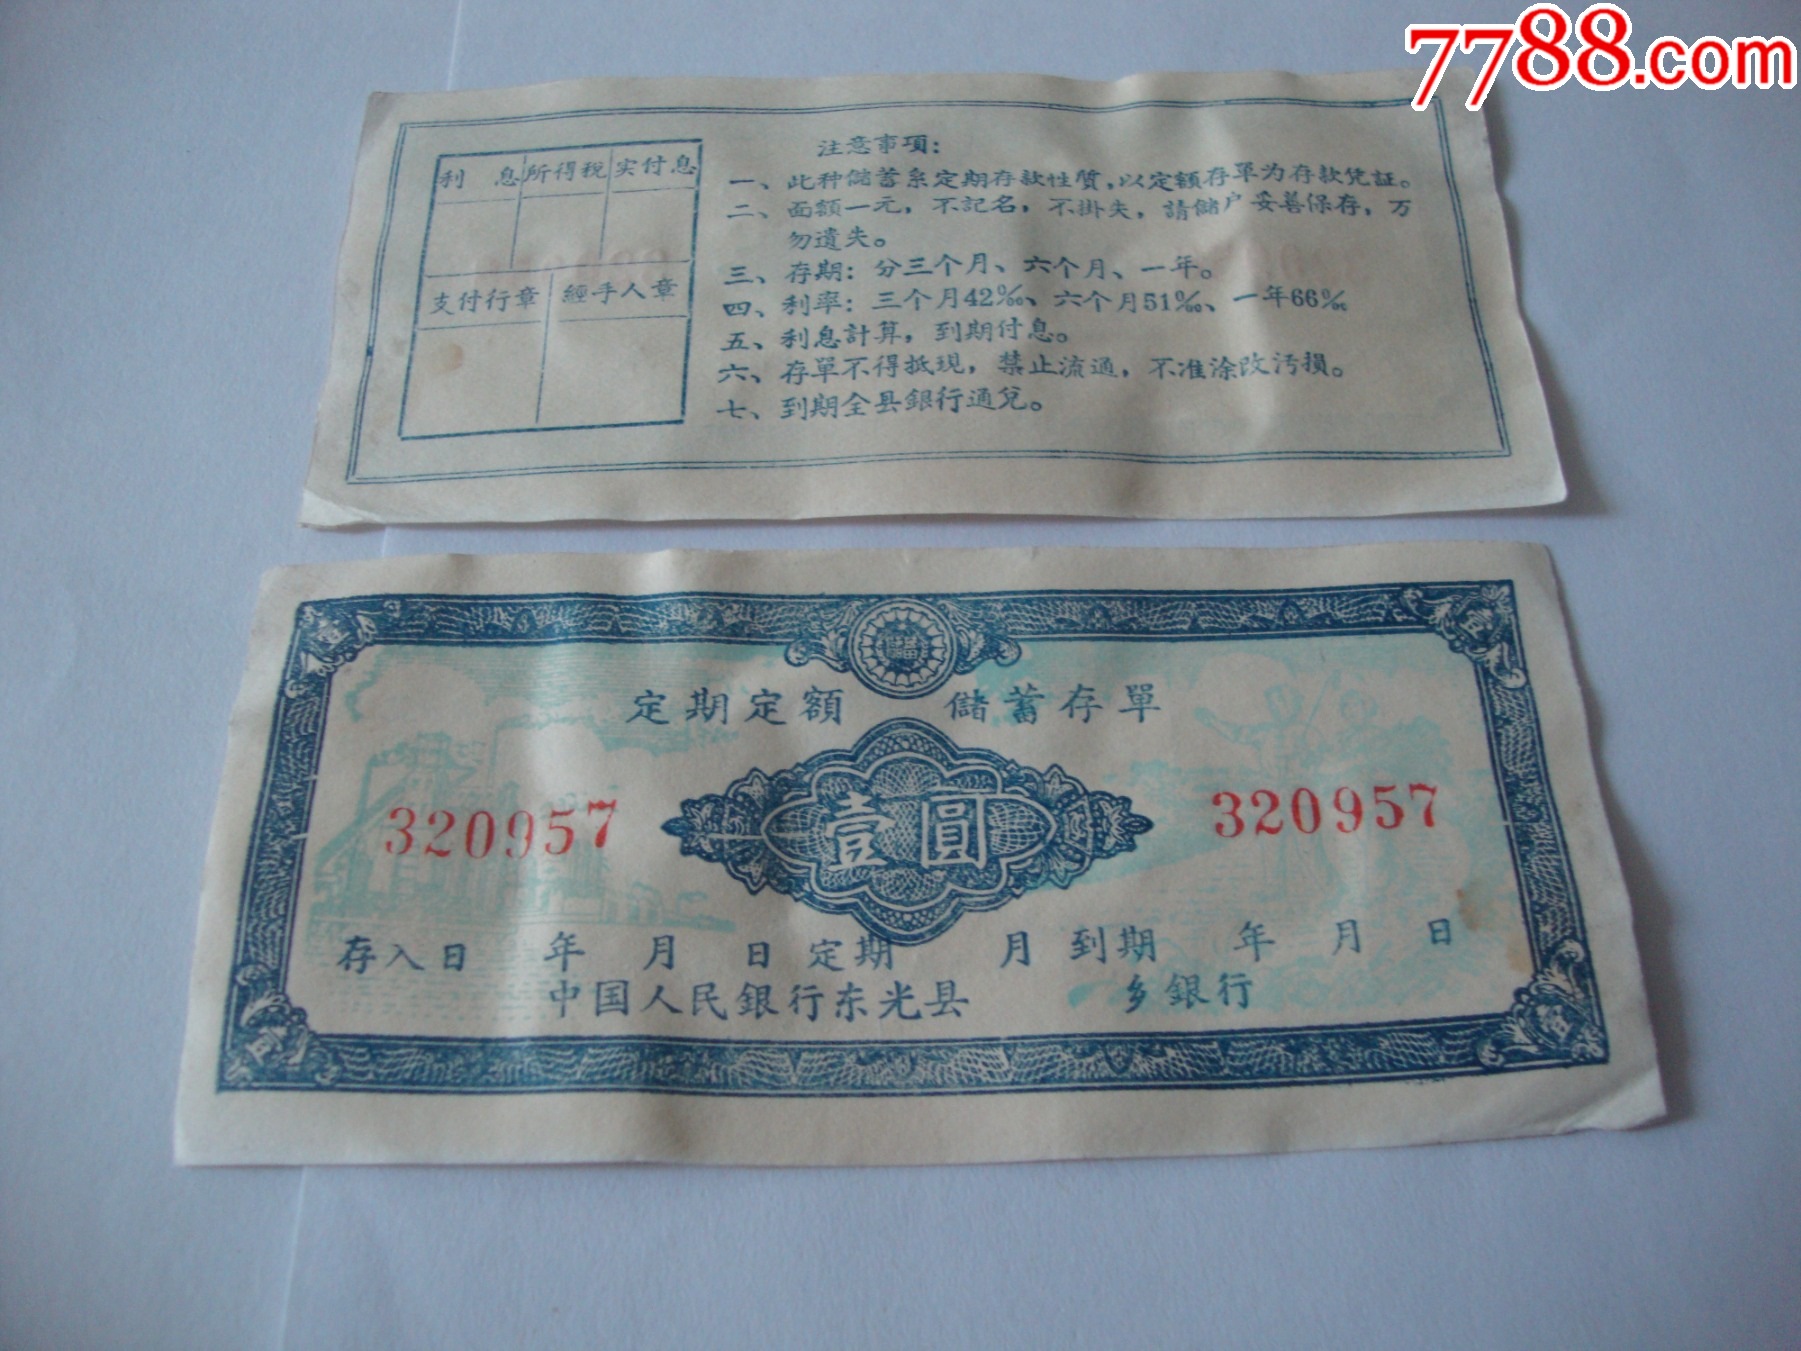 7788.com
利 息 所得税 实付息
支付行章 經手人章
注意事項：
一、此种儲蓄系定期存款性質，以定額存單为存款凭証。
二、面額一元，不記名，不掛失，請儲户妥善保存，万
勿遺失。
三、存期：分三个月、六个月、一年。
四、利率：三个月42‰、六个月51‰、一年66‰
五、利息計算，到期付息。
六、存單不得抵現，禁止流通，不准涂改污損。
七、到期全县銀行通兌。
儲蓄
定期定額 儲蓄存單
320957 壹圓 320957
存入日 年 月 日 定期 月 到期 年 月 日
中国人民銀行东光县 乡銀行